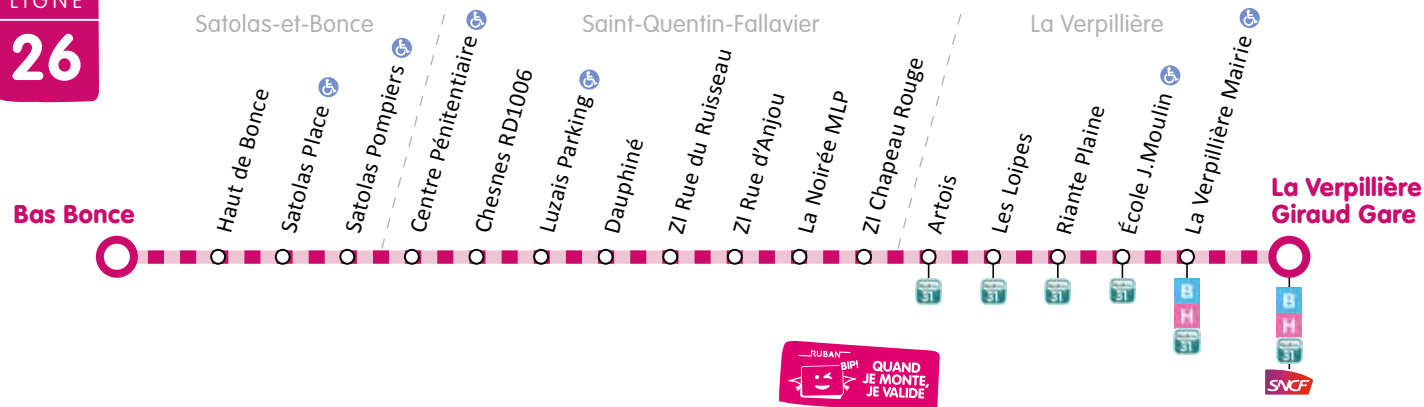 LIGNE
26
Satolas-et-Bonce
Saint-Quentin-Fallavier
La Verpillière
Bas Bonce
Haut de Bonce
Satolas Place
Satolas Pompiers
Centre Pénitentiaire
Chesnes RD1006
Luzais Parking
Dauphiné
ZI Rue du Ruisseau
ZI Rue d'Anjou
La Noirée MLP
ZI Chapeau Rouge
Artois
Les Loipes
Riante Plaine
École J.Moulin
La Verpillière Mairie
La Verpillière
Giraud Gare
31
31
31
31
B
H
31
B
H
31
SNCF
RUBAN
BIP!
QUAND
JE MONTE,
JE VALIDE